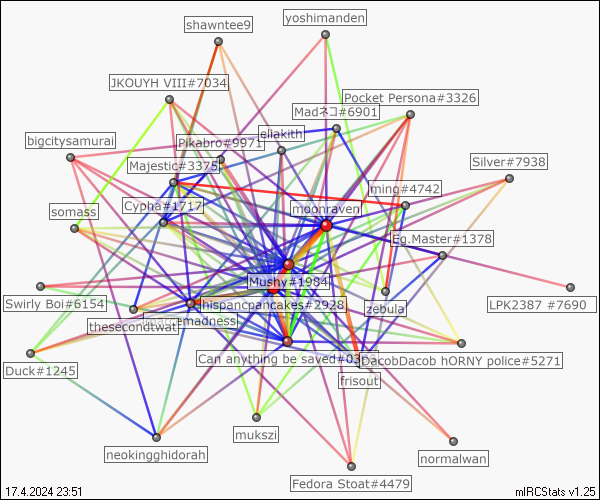 yoshimanden
shawntee9
JKOUYH VIII#7034
Pocket Persona#3326
Madネコ#6901
eliakith
bigcitysamurai
Pikabro#9971
Majestic#3375
Silver#7938
ming#4742
Cypha#1717
somass
moonraven
Eg.Master#1378
Mushy#1984
Swirly Boi#6154
hispancpancakes#2928
zebula
LPK2387 #7690
thesecondtwat
madness
Can anything be saved#03
DacobDacob hORNY police#5271
Duck#1245
frisout
mukszi
neokingghidorah
normalwan
Fedora Stoat#4479
17.4.2024 23:51
mIRCStats v1.25